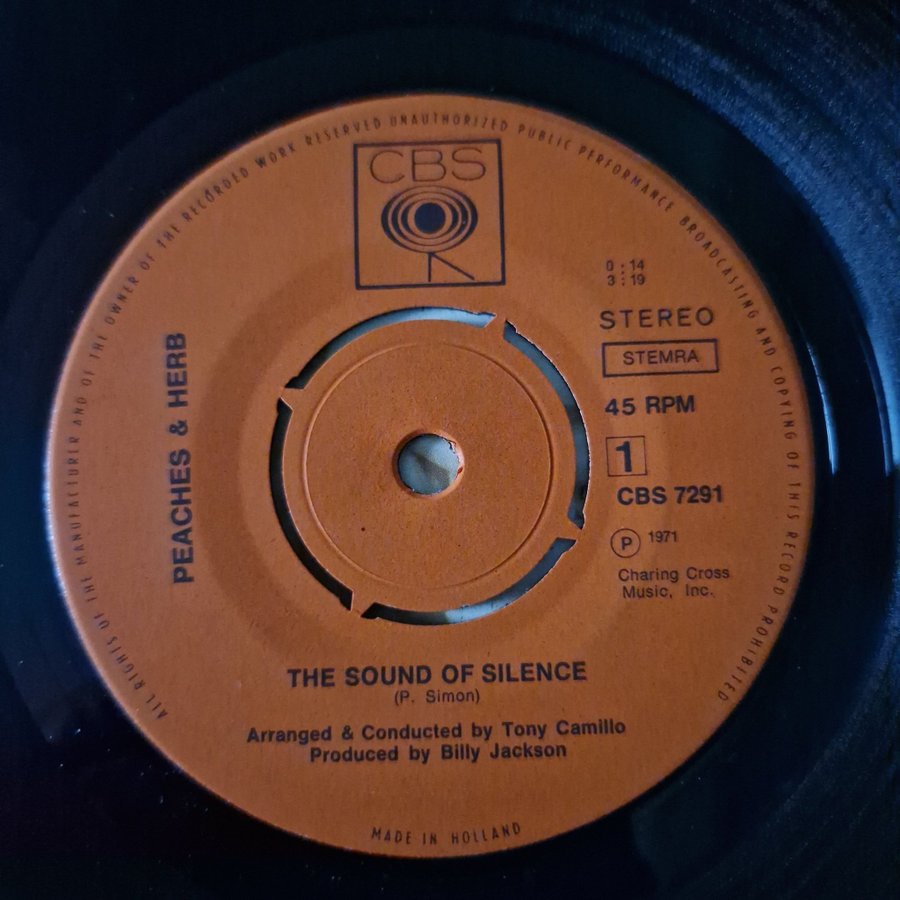 ALL RIGHTS OF THE MANUFACTURER AND OF THE OWNER OF THE RECORDED WORK RESERVED UNAUTHORIZED PUBLIC PERFORMANCE BROADCASTING AND COPYING OF THIS RECORD PROHIBITED
CBS
0:14
3:19
STEREO
STEMRA
45 RPM
1
CBS 7291
P 1971
Charing Cross
Music, Inc.
PEACHES & HERB
THE SOUND OF SILENCE
(P. Simon)
Arranged & Conducted by Tony Camillo
Produced by Billy Jackson
MADE IN HOLLAND